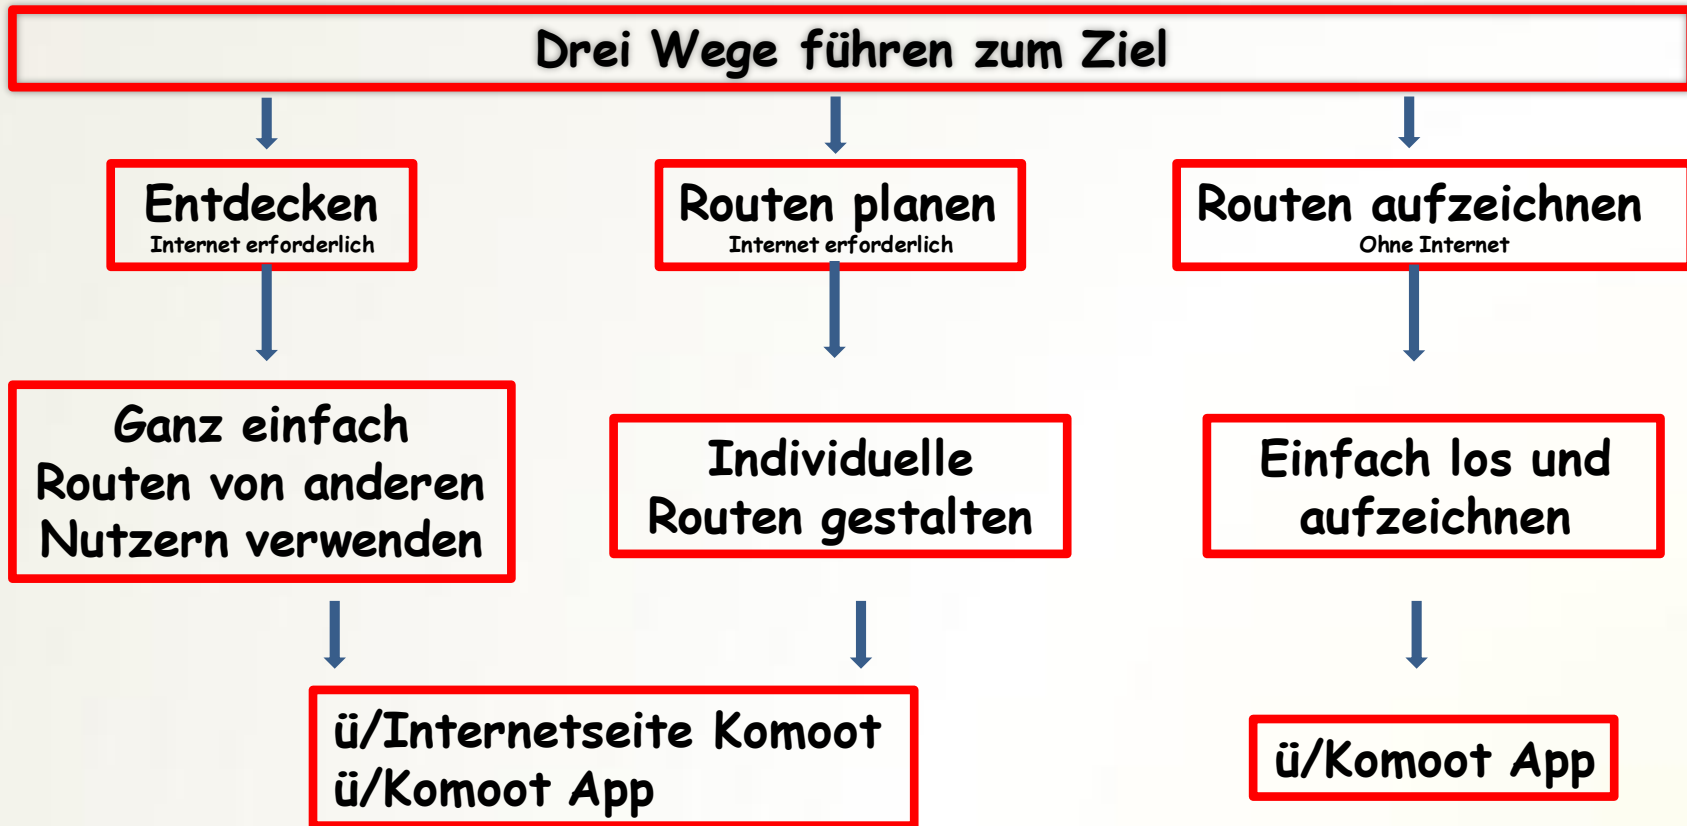 Drei Wege führen zum Ziel
Entdecken
Internet erforderlich
Routen planen
Internet erforderlich
Routen aufzeichnen
Ohne Internet
Ganz einfach
Routen von anderen
Nutzern verwenden
Individuelle
Routen gestalten
Einfach los und
aufzeichnen
ü/Internetseite Komoot
ü/Komoot App
ü/Komoot App